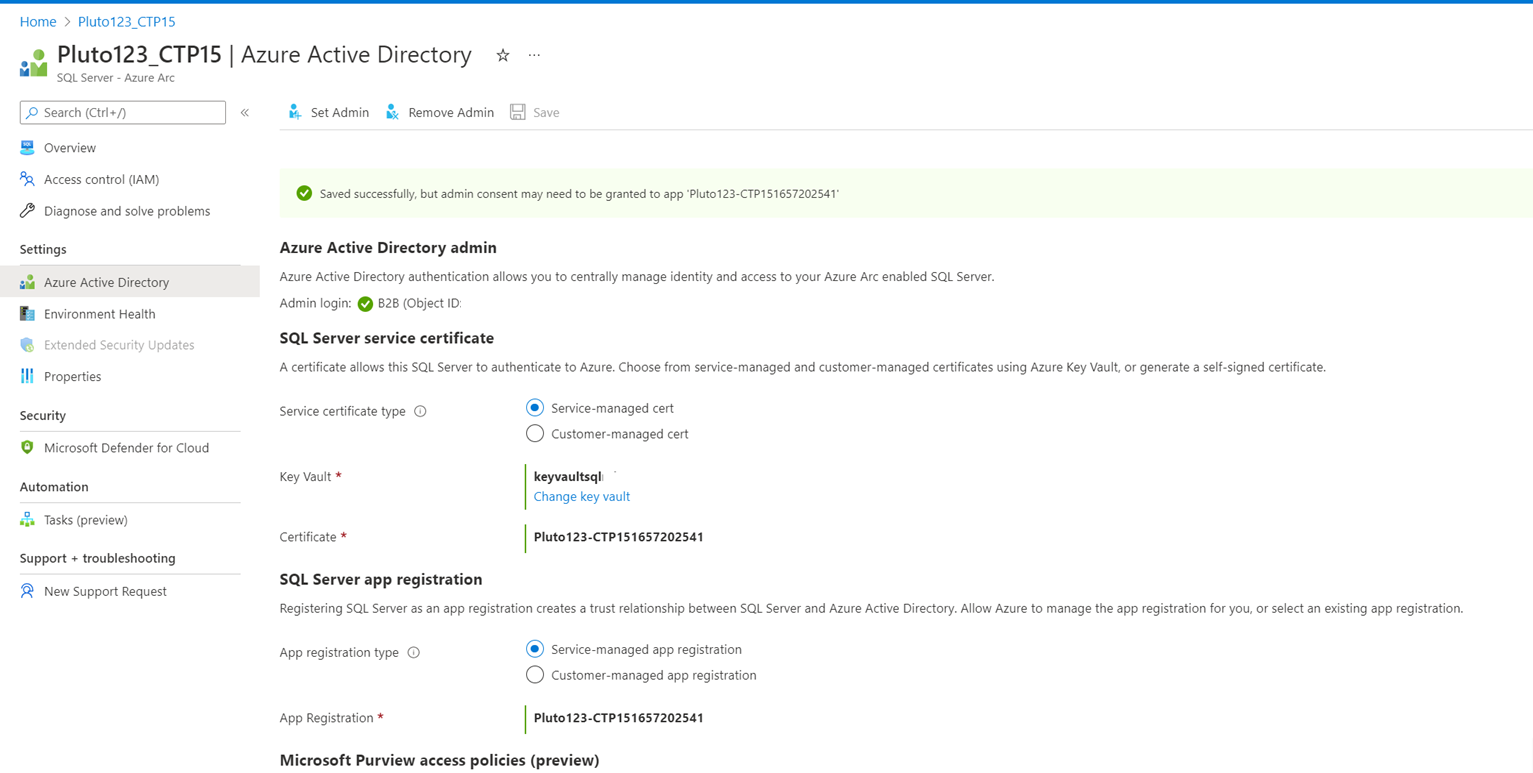 Home > Pluto123_CTP15
Pluto123_CTP15 | Azure Active Directory
SQL Server - Azure Arc
Search (Ctrl+/)
Overview
Access control (IAM)
Diagnose and solve problems
Settings
Azure Active Directory
Environment Health
Extended Security Updates
Properties
Security
Microsoft Defender for Cloud
Automation
Tasks (preview)
Support + troubleshooting
New Support Request
Set Admin Remove Admin Save
Saved successfully, but admin consent may need to be granted to app 'Pluto123-CTP151657202541'
Azure Active Directory admin
Azure Active Directory authentication allows you to centrally manage identity and access to your Azure Arc enabled SQL Server.
Admin login: B2B (Object ID:
SQL Server service certificate
A certificate allows this SQL Server to authenticate to Azure. Choose from service-managed and customer-managed certificates using Azure Key Vault, or generate a self-signed certificate.
Service certificate type
Service-managed cert
Customer-managed cert
Key Vault *
keyvaultsql
Change key vault
Certificate *
Pluto123-CTP151657202541
SQL Server app registration
Registering SQL Server as an app registration creates a trust relationship between SQL Server and Azure Active Directory. Allow Azure to manage the app registration for you, or select an existing app registration.
App registration type
Service-managed app registration
Customer-managed app registration
App Registration *
Pluto123-CTP151657202541
Microsoft Purview access policies (preview)